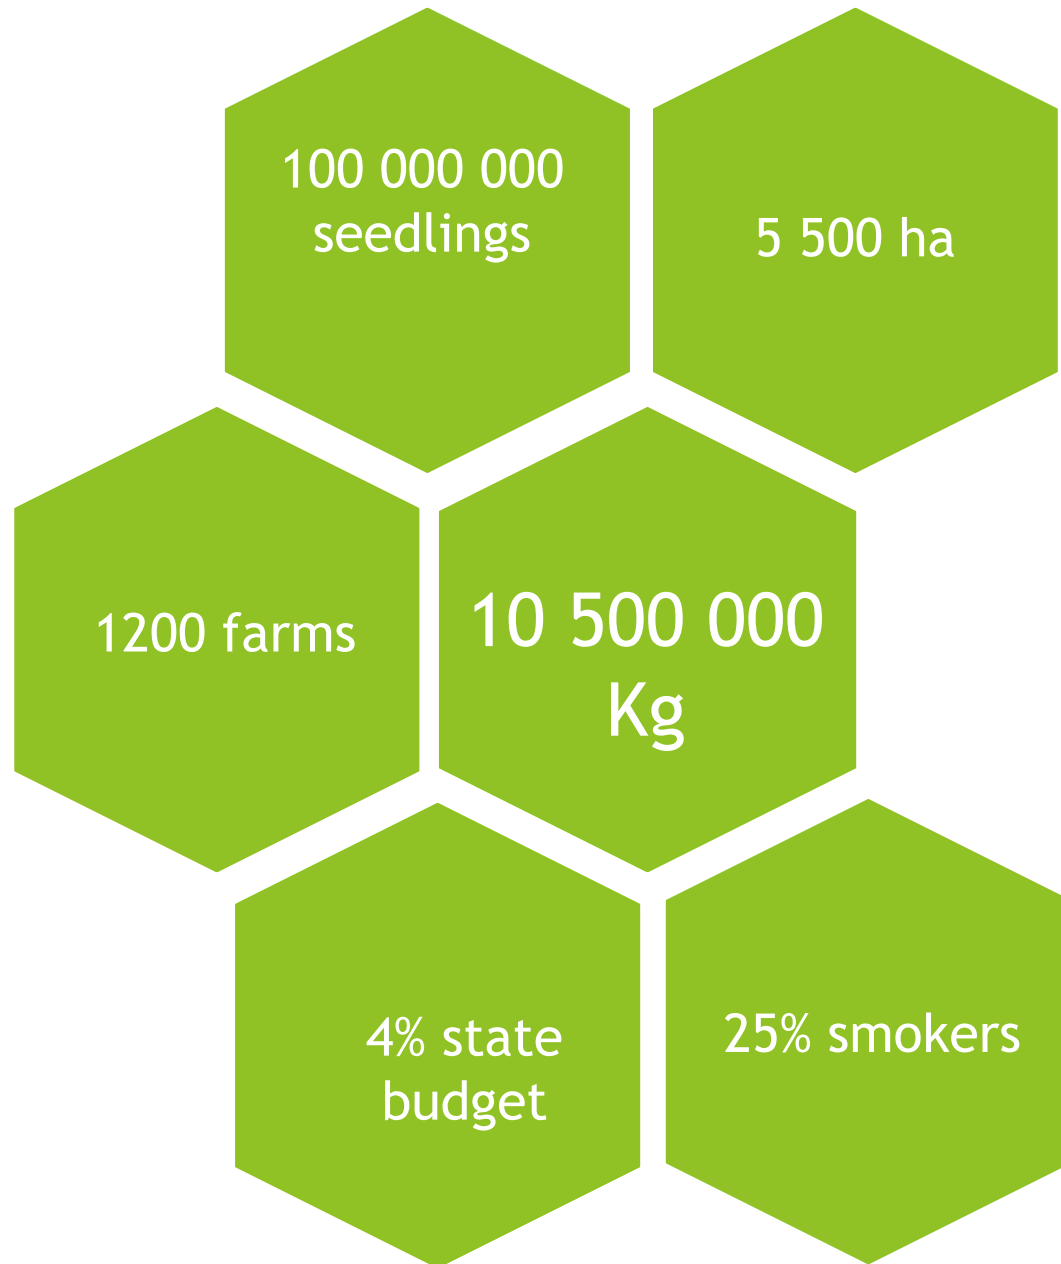 100 000 000
seedlings
5 500 ha
1200 farms
10 500 000
Kg
4% state
budget
25% smokers